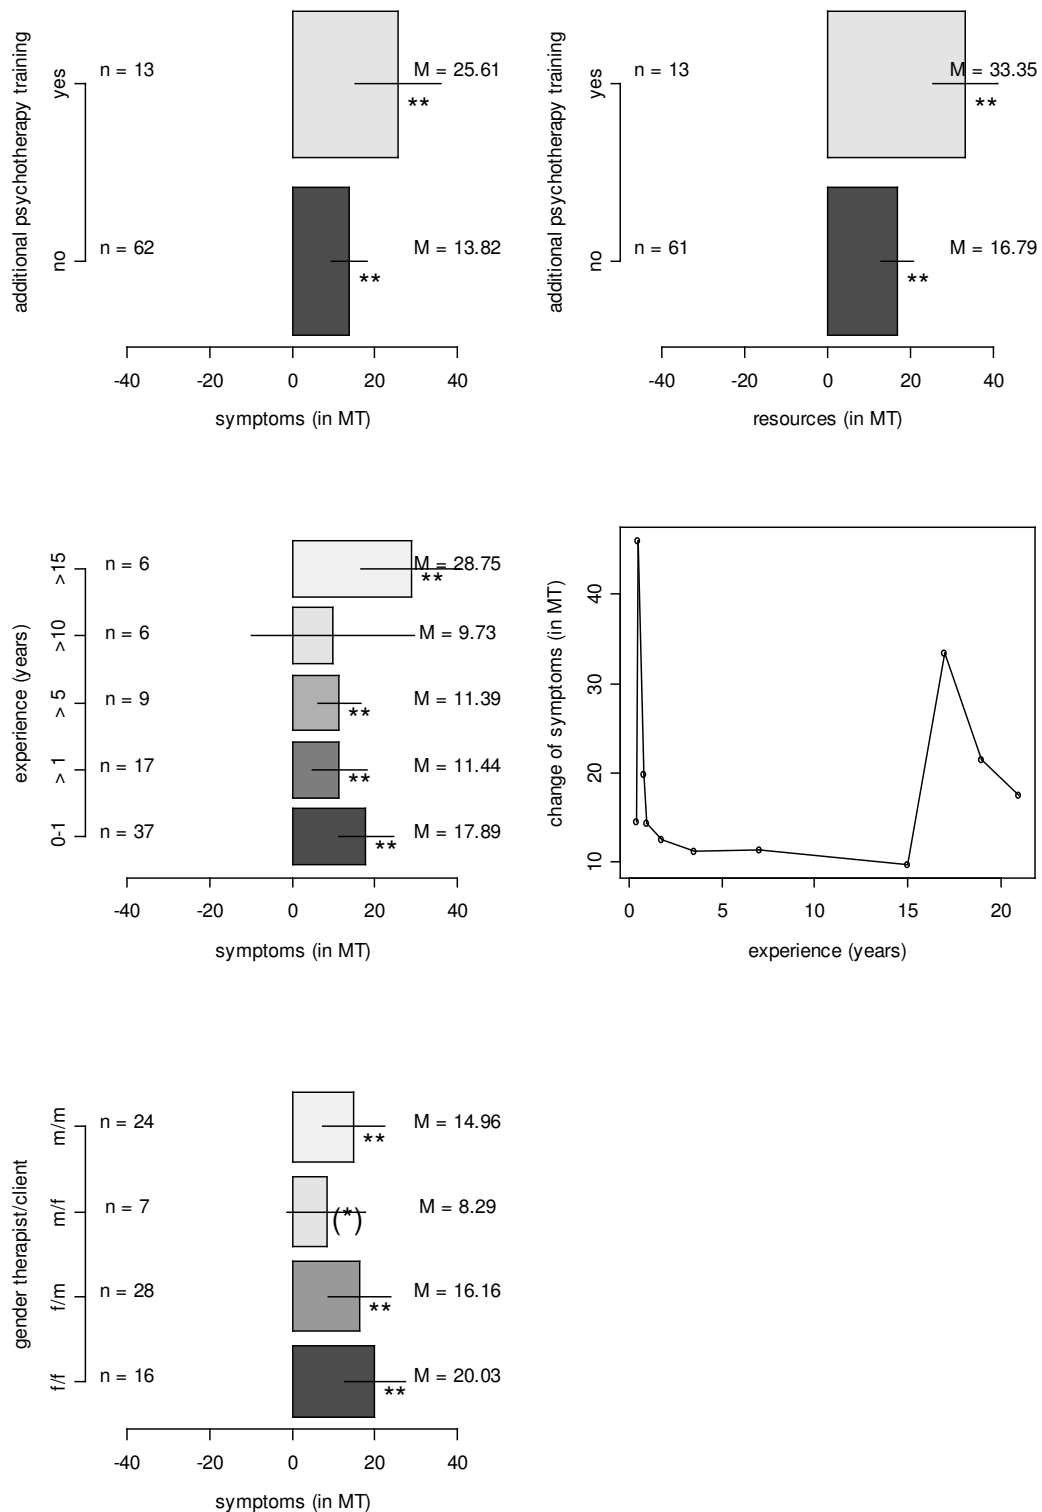 additional psychotherapy training
yes
no
n = 13
M = 25.61
**
n = 62
M = 13.82
**
-40 -20 0 20 40
symptoms (in MT)
additional psychotherapy training
yes
no
n = 13
M = 33.35
**
n = 61
M = 16.79
**
-40 -20 0 20 40
resources (in MT)
experience (years)
>15
>10
> 5
> 1
0-1
n = 6
M = 28.75
**
n = 6
M = 9.73
n = 9
M = 11.39
**
n = 17
M = 11.44
**
n = 37
M = 17.89
**
-40 -20 0 20 40
symptoms (in MT)
change of symptoms (in MT)
40
30
20
10
0 5 10 15 20
experience (years)
gender therapist/client
m/m
m/f
f/m
f/f
n = 24
M = 14.96
**
n = 7
M = 8.29
(*)
n = 28
M = 16.16
**
n = 16
M = 20.03
**
-40 -20 0 20 40
symptoms (in MT)